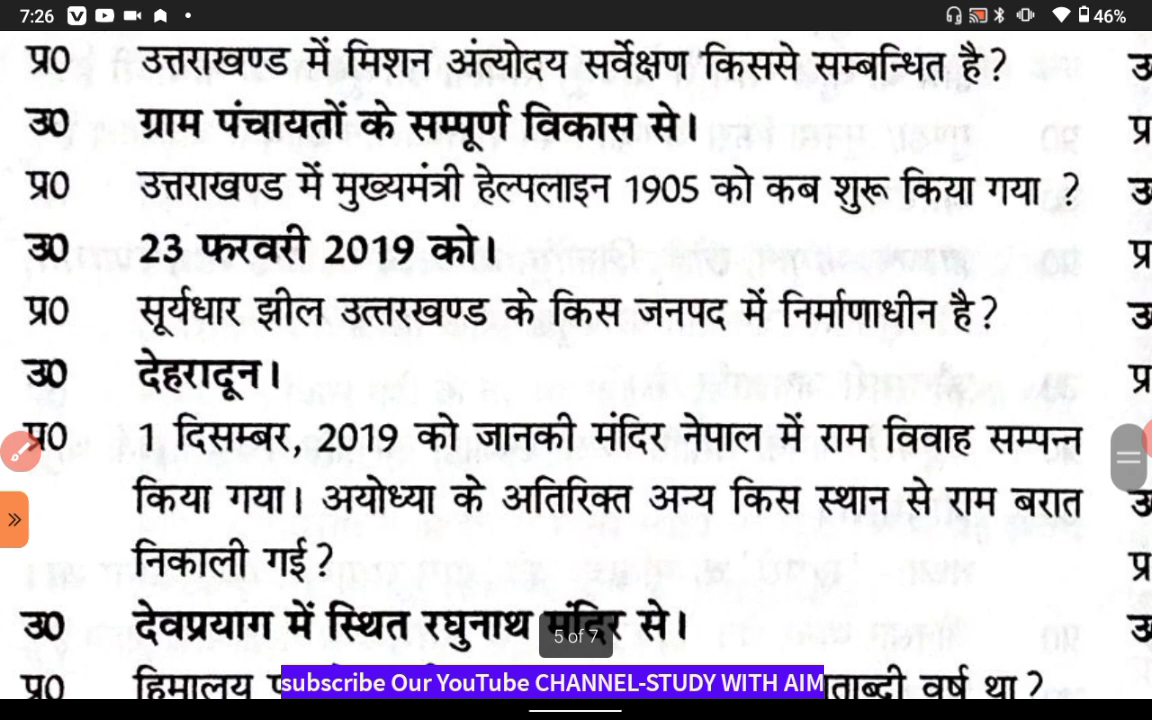 7:26
46%
प्र0 उत्तराखण्ड में मिशन अंत्योदय सर्वेक्षण किससे सम्बन्धित है?
उ0 ग्राम पंचायतों के सम्पूर्ण विकास से।
प्र0 उत्तराखण्ड में मुख्यमंत्री हेल्पलाइन 1905 को कब शुरू किया गया ?
उ0 23 फरवरी 2019 को।
प्र0 सूर्यधार झील उत्तरखण्ड के किस जनपद में निर्माणाधीन है?
उ0 देहरादून।
प्र0 1 दिसम्बर, 2019 को जानकी मंदिर नेपाल में राम विवाह सम्पन्न
किया गया। अयोध्या के अतिरिक्त अन्य किस स्थान से राम बरात
निकाली गई?
उ0 देवप्रयाग में स्थित रघुनाथ मंदिर से।
5 of 7
प्र0 हिमालय शताब्दी वर्ष था?
subscribe Our YouTube CHANNEL-STUDY WITH AIM